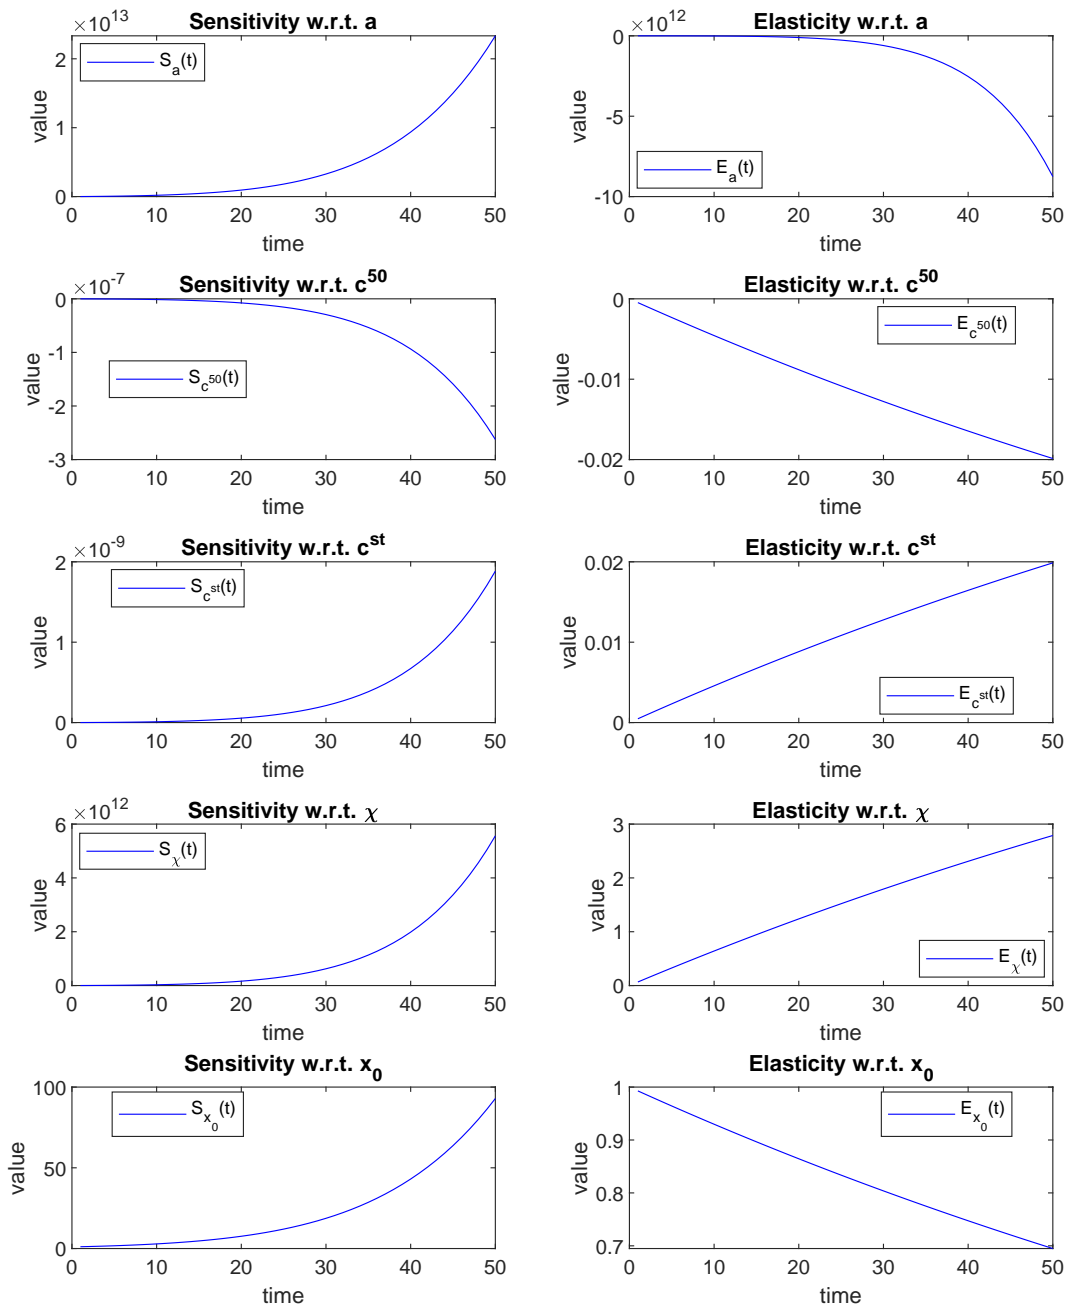 Sensitivity w.r.t. a
×10^13
2
1
0
value
S_a(t)
0 10 20 30 40 50
time
Elasticity w.r.t. a
×10^12
0
-5
-10
value
E_a(t)
0 10 20 30 40 50
time
Sensitivity w.r.t. c^50
×10^-7
0
-1
-2
-3
value
S_c^50(t)
0 10 20 30 40 50
time
Elasticity w.r.t. c^50
0
-0.01
-0.02
value
E_c^50(t)
0 10 20 30 40 50
time
Sensitivity w.r.t. c^st
×10^-9
2
1
0
value
S_c^st(t)
0 10 20 30 40 50
time
Elasticity w.r.t. c^st
0.02
0.01
0
value
E_c^st(t)
0 10 20 30 40 50
time
Sensitivity w.r.t. χ
×10^12
6
4
2
0
value
S_χ(t)
0 10 20 30 40 50
time
Elasticity w.r.t. χ
3
2
1
0
value
E_χ(t)
0 10 20 30 40 50
time
Sensitivity w.r.t. x_0
100
50
0
value
S_x_0(t)
0 10 20 30 40 50
time
Elasticity w.r.t. x_0
1
0.9
0.8
0.7
value
E_x_0(t)
0 10 20 30 40 50
time